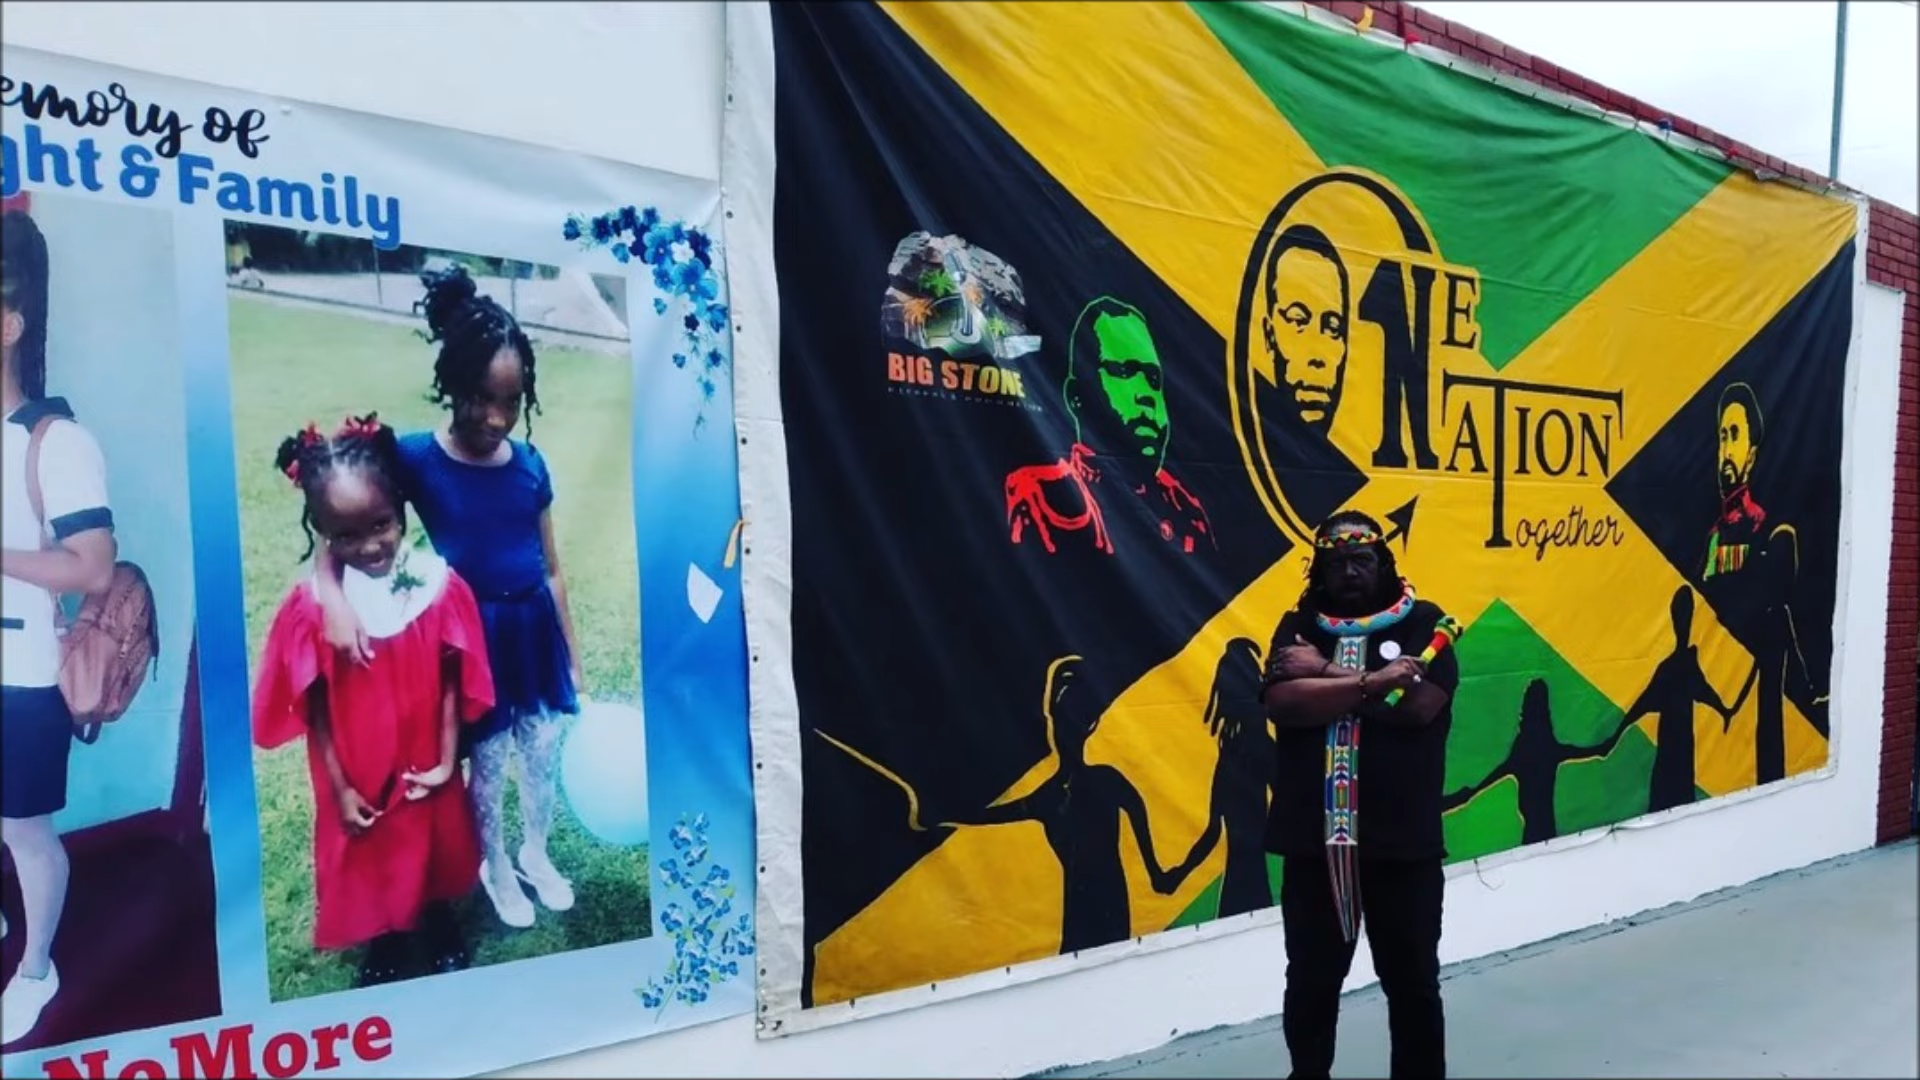 emory of
ght & Family
NoMore
BIG STONE
ONE
NATION
Together